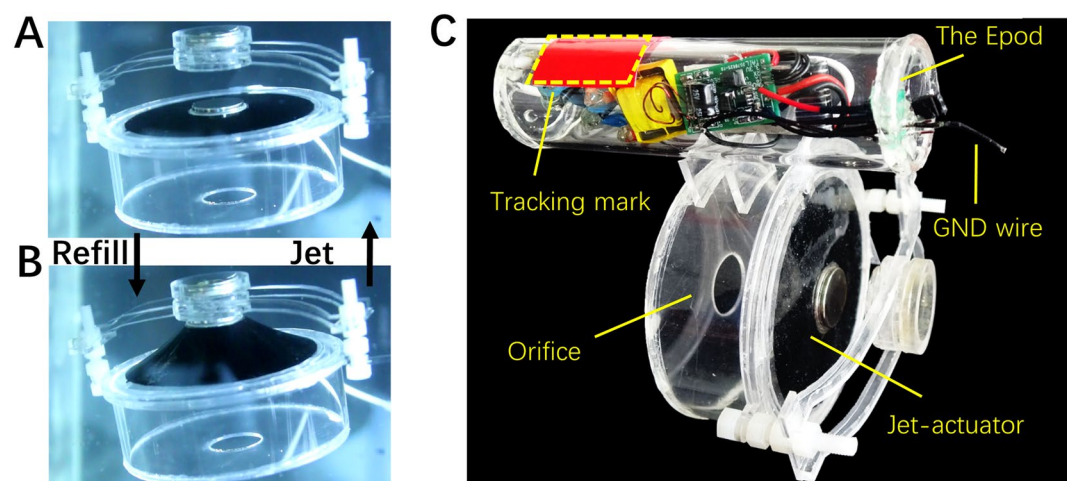 A
Refill
Jet
B
C
The Epod
Tracking mark
GND wire
Orifice
Jet-actuator